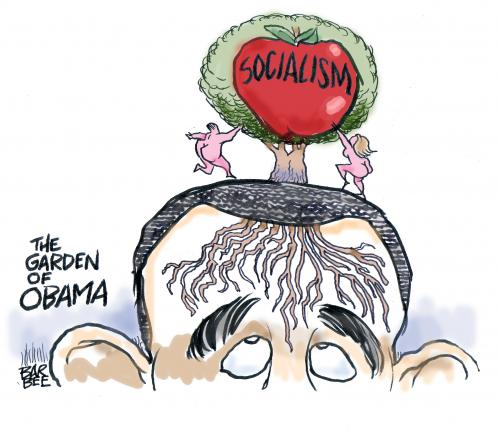 SOCIALISM
THE
GARDEN
OF
OBAMA
BAR
BEE